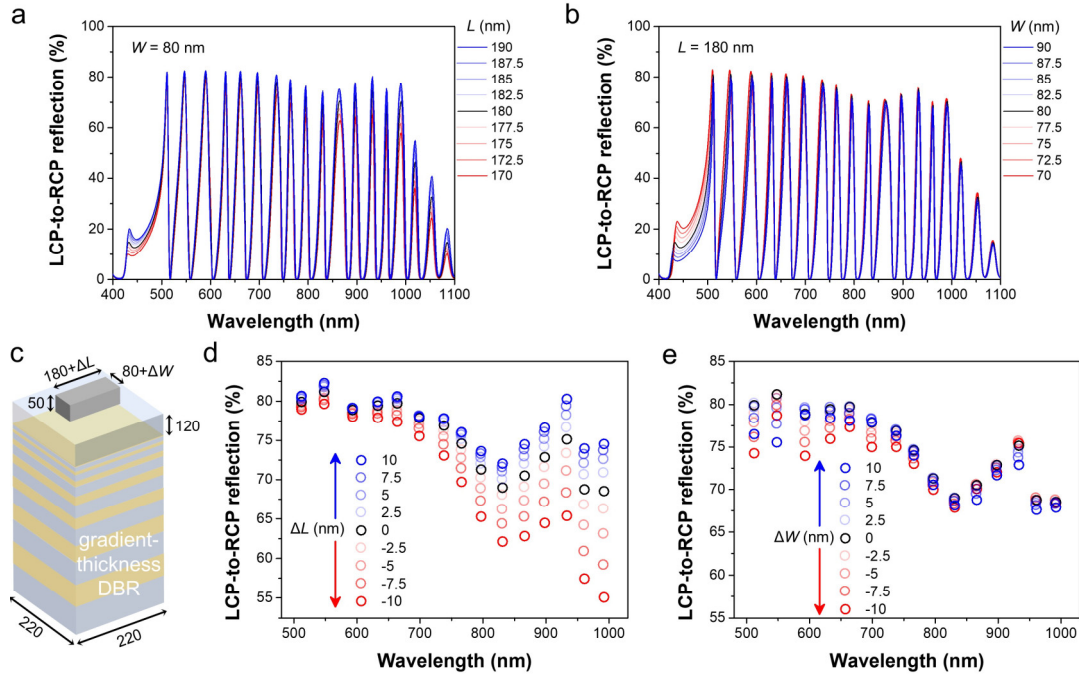 a
LCP-to-RCP reflection (%)
100
80
60
40
20
0
W = 80 nm
400 500 600 700 800 900 1000 1100
Wavelength (nm)
L (nm)
190
187.5
185
182.5
180
177.5
175
172.5
170
b
LCP-to-RCP reflection (%)
100
80
60
40
20
0
L = 180 nm
400 500 600 700 800 900 1000 1100
Wavelength (nm)
W (nm)
90
87.5
85
82.5
80
77.5
75
72.5
70
c
180+ΔL
80+ΔW
50
120
gradient-
thickness
DBR
220
220
d
LCP-to-RCP reflection (%)
85
80
75
70
65
60
55
ΔL (nm)
10
7.5
5
2.5
0
-2.5
-5
-7.5
-10
500 600 700 800 900 1000
Wavelength (nm)
e
LCP-to-RCP reflection (%)
85
80
75
70
65
60
55
ΔW (nm)
10
7.5
5
2.5
0
-2.5
-5
-7.5
-10
500 600 700 800 900 1000
Wavelength (nm)